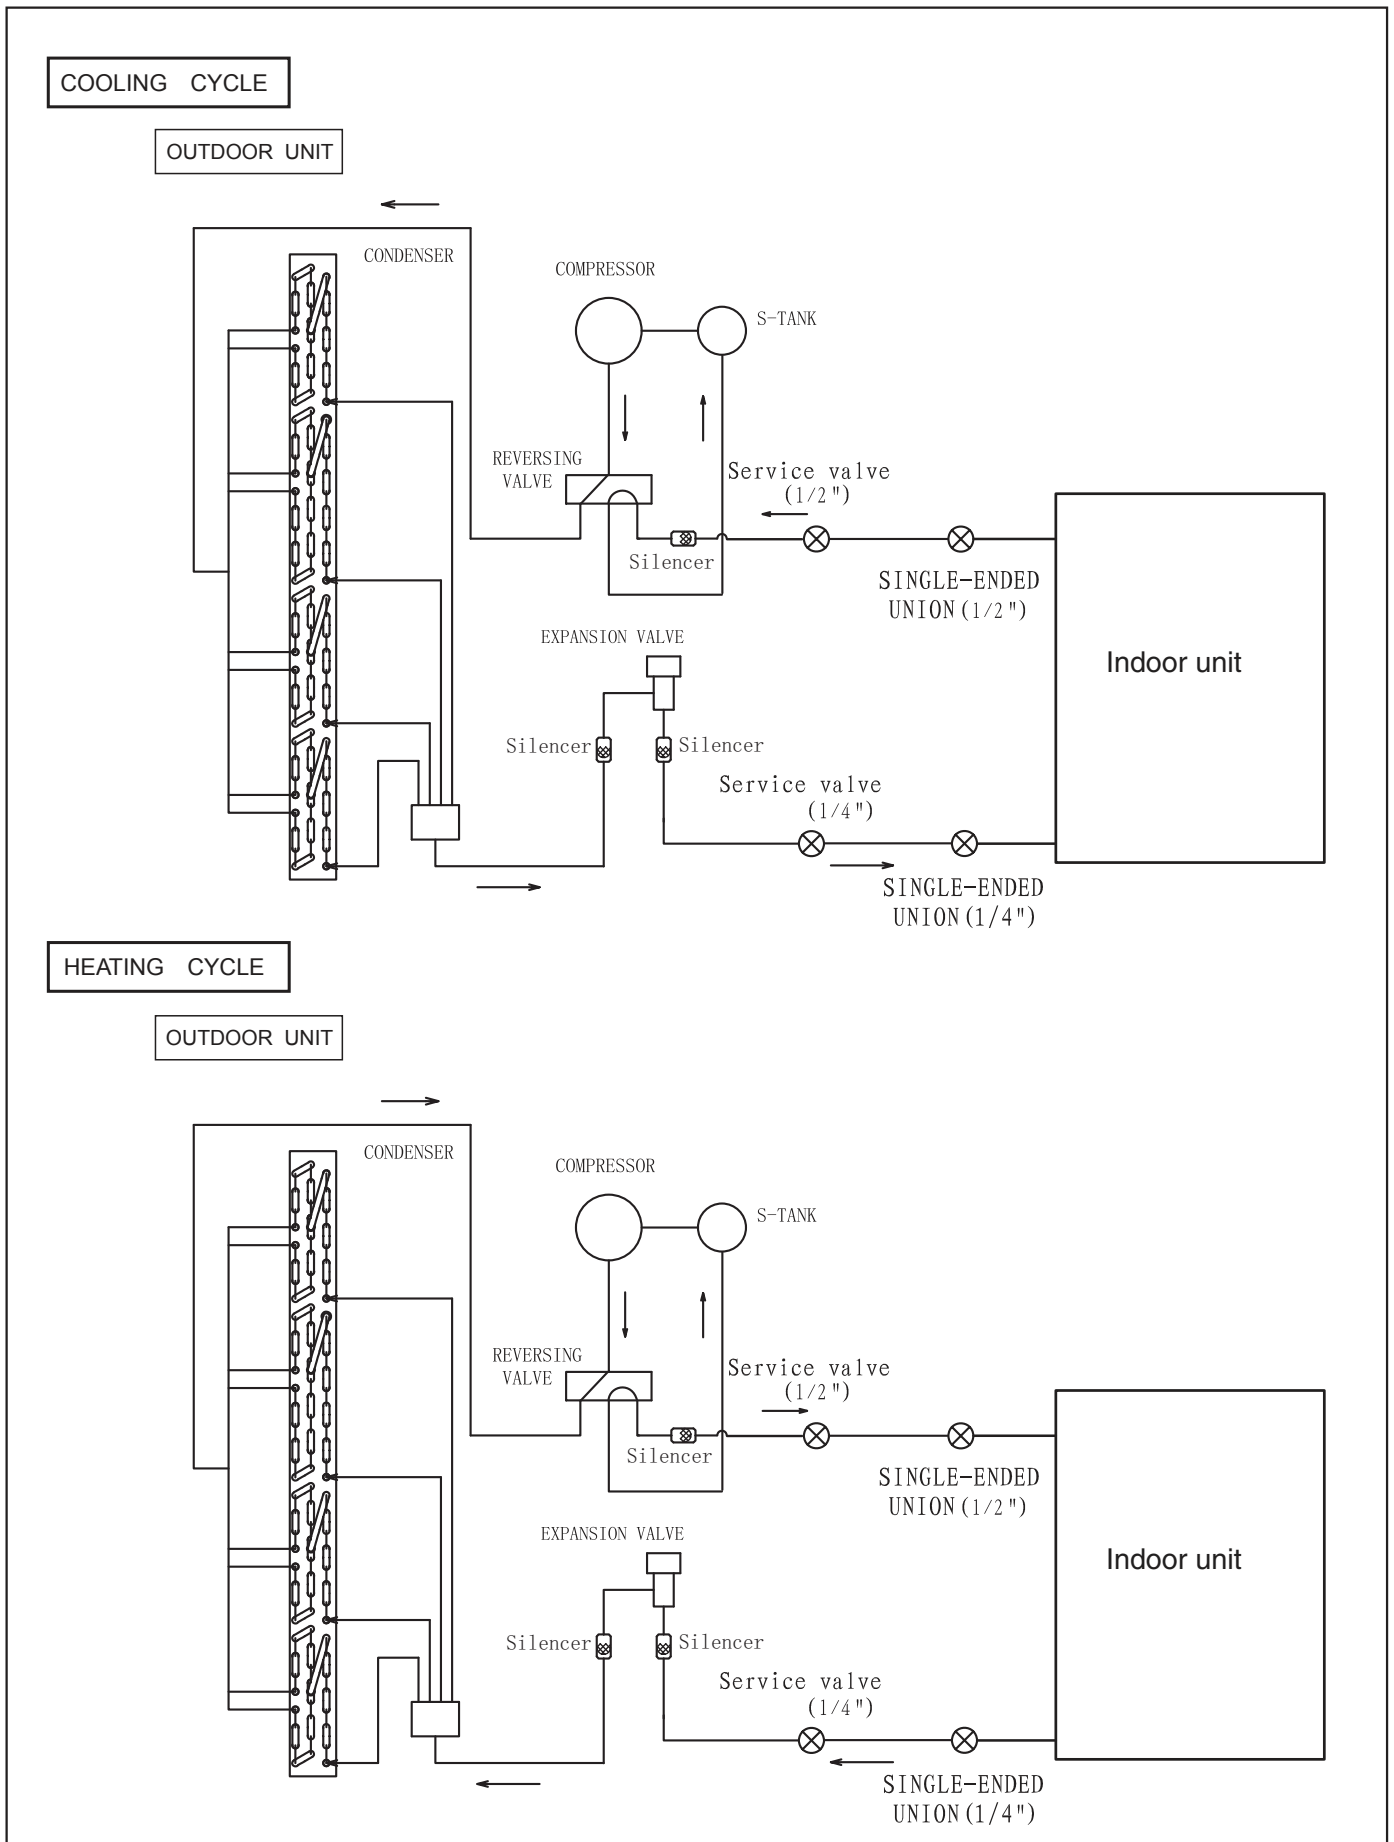 COOLING CYCLE
OUTDOOR UNIT
CONDENSER
COMPRESSOR
S-TANK
REVERSING
VALVE
Service valve
(1/2")
Silencer
SINGLE-ENDED
UNION(1/2")
EXPANSION VALVE
Indoor unit
Silencer
Silencer
Service valve
(1/4")
SINGLE-ENDED
UNION(1/4")
HEATING CYCLE
OUTDOOR UNIT
CONDENSER
COMPRESSOR
S-TANK
REVERSING
VALVE
Service valve
(1/2")
Silencer
SINGLE-ENDED
UNION(1/2")
EXPANSION VALVE
Indoor unit
Silencer
Silencer
Service valve
(1/4")
SINGLE-ENDED
UNION(1/4")